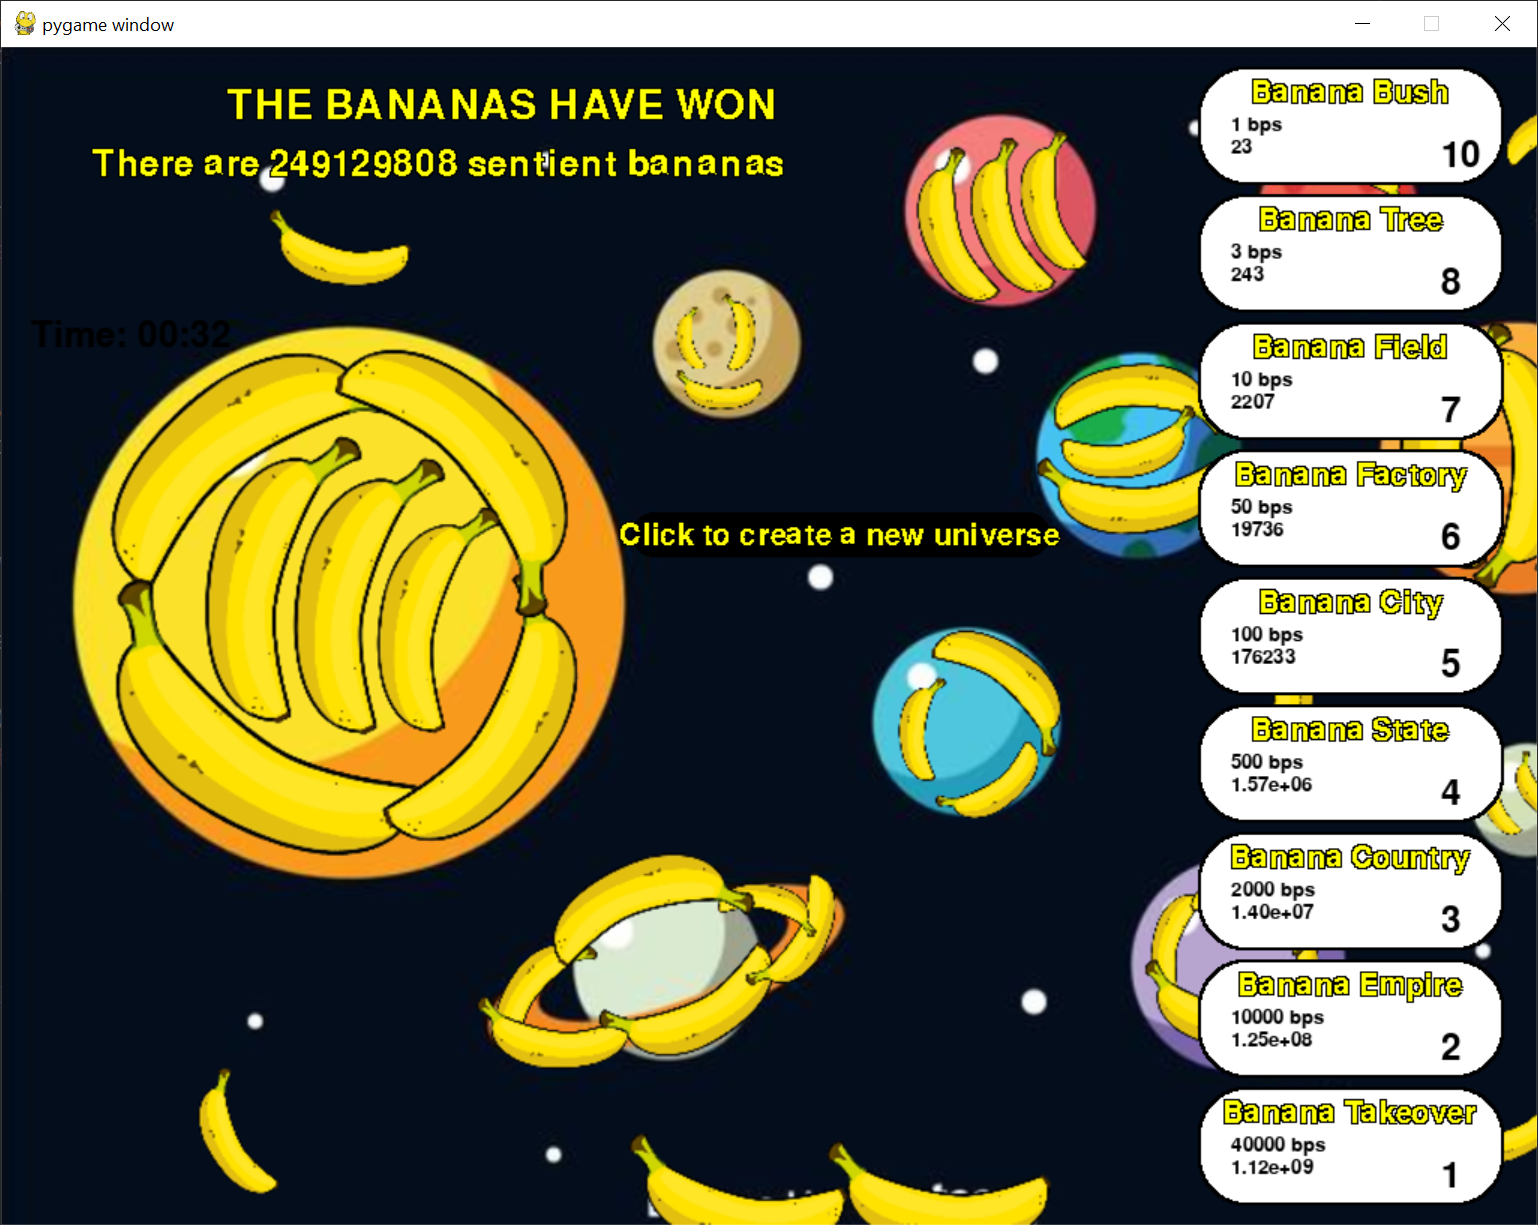 pygame window
THE BANANAS HAVE WON
There are 249129808 sentient bananas
Time: 00:32
Click to create a new universe
Banana Bush
1 bps
23
10
Banana Tree
3 bps
243
8
Banana Field
10 bps
2207
7
Banana Factory
50 bps
19736
6
Banana City
100 bps
176233
5
Banana State
500 bps
1.57e+06
4
Banana Country
2000 bps
1.40e+07
3
Banana Empire
10000 bps
1.25e+08
2
Banana Takeover
40000 bps
1.12e+09
1